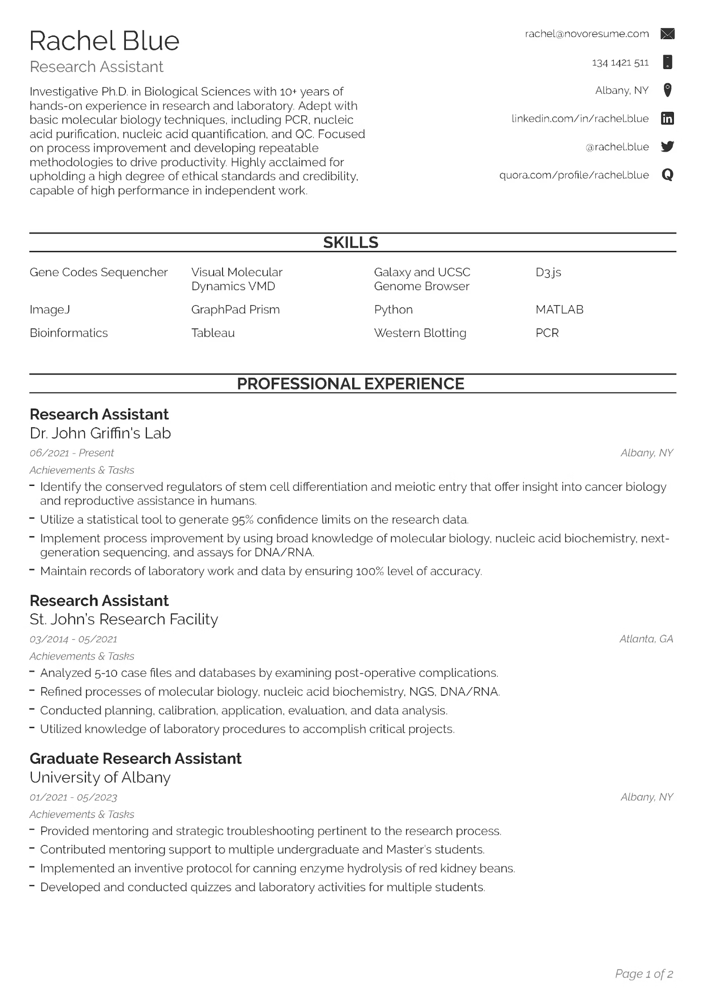 Rachel Blue
Research Assistant
Investigative Ph.D. in Biological Sciences with 10+ years of
hands-on experience in research and laboratory. Adept with
basic molecular biology techniques, including PCR, nucleic
acid purification, nucleic acid quantification, and QC. Focused
on process improvement and developing repeatable
methodologies to drive productivity. Highly acclaimed for
upholding a high degree of ethical standards and credibility,
capable of high performance in independent work.
rachel@novoresume.com
134 1421 511
Albany, NY
linkedin.com/in/rachel.blue
@rachel.blue
quora.com/profile/rachel.blue
SKILLS
Gene Codes Sequencher
Visual Molecular
Dynamics VMD
Galaxy and UCSC
Genome Browser
D3.js
ImageJ
GraphPad Prism
Python
MATLAB
Bioinformatics
Tableau
Western Blotting
PCR
PROFESSIONAL EXPERIENCE
Research Assistant
Dr. John Griffin's Lab
06/2021 - Present
Albany, NY
Achievements & Tasks
- Identify the conserved regulators of stem cell differentiation and meiotic entry that offer insight into cancer biology
and reproductive assistance in humans.
- Utilize a statistical tool to generate 95% confidence limits on the research data.
- Implement process improvement by using broad knowledge of molecular biology, nucleic acid biochemistry, next-
generation sequencing, and assays for DNA/RNA.
- Maintain records of laboratory work and data by ensuring 100% level of accuracy.
Research Assistant
St. John’s Research Facility
03/2014 - 05/2021
Atlanta, GA
Achievements & Tasks
- Analyzed 5-10 case files and databases by examining post-operative complications.
- Refined processes of molecular biology, nucleic acid biochemistry, NGS, DNA/RNA.
- Conducted planning, calibration, application, evaluation, and data analysis.
- Utilized knowledge of laboratory procedures to accomplish critical projects.
Graduate Research Assistant
University of Albany
01/2021 - 05/2023
Albany, NY
Achievements & Tasks
- Provided mentoring and strategic troubleshooting pertinent to the research process.
- Contributed mentoring support to multiple undergraduate and Master's students.
- Implemented an inventive protocol for canning enzyme hydrolysis of red kidney beans.
- Developed and conducted quizzes and laboratory activities for multiple students.
Page 1 of 2